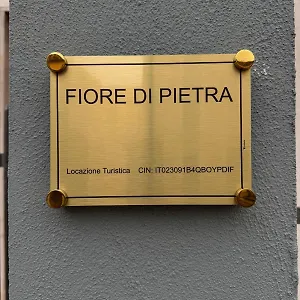 FIORE DI PIETRA
Locazione Turistica CIN: IT023091B4QBOYPDIF